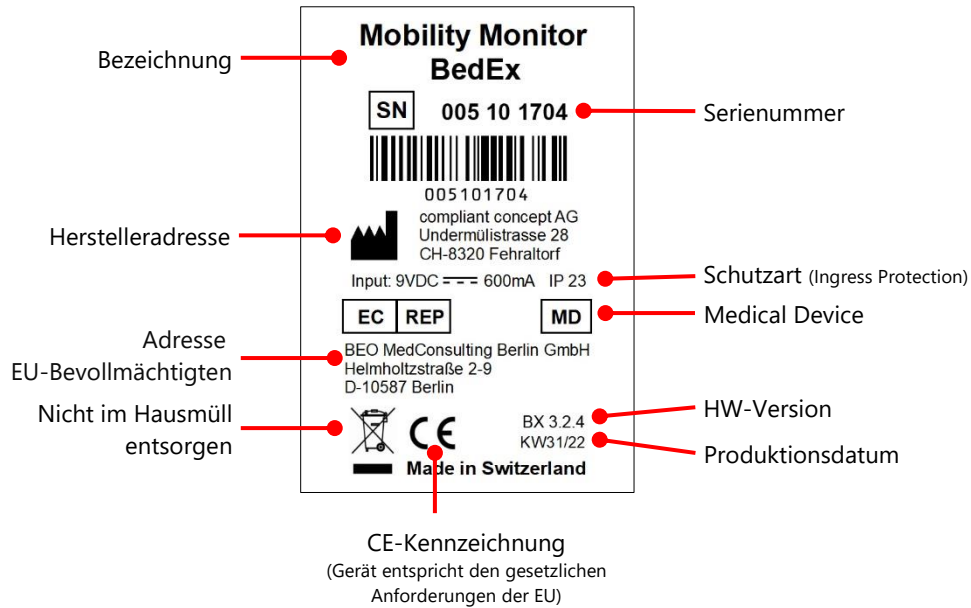 Mobility Monitor
BedEx
Bezeichnung
SN 005 10 1704
Serienummer
005101704
Herstelleradresse
compliant concept AG
Undermülistrasse 28
CH-8320 Fehraltorf
Input: 9VDC 600mA IP 23
Schutzart (Ingress Protection)
EC REP MD
Medical Device
Adresse
EU-Bevollmächtigten
BEO MedConsulting Berlin GmbH
Helmholtzstraße 2-9
D-10587 Berlin
Nicht im Hausmüll
entsorgen
CE
BX 3.2.4
KW31/22
HW-Version
Produktionsdatum
Made in Switzerland
CE-Kennzeichnung
(Gerät entspricht den gesetzlichen
Anforderungen der EU)